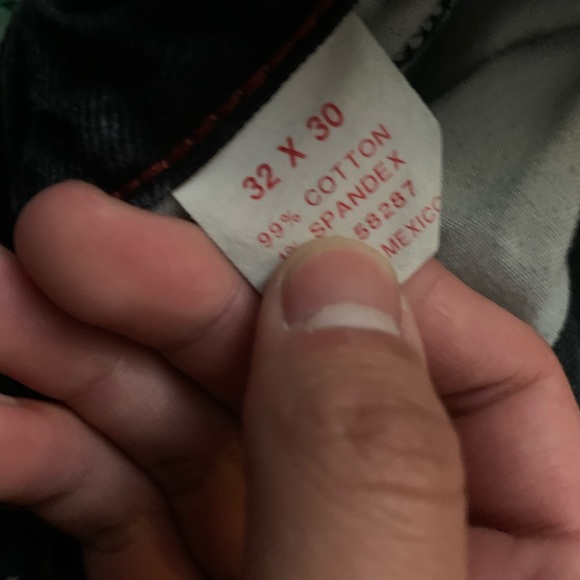 32 X 30
99% COTTON
% SPANDEX
58287
MEXICO